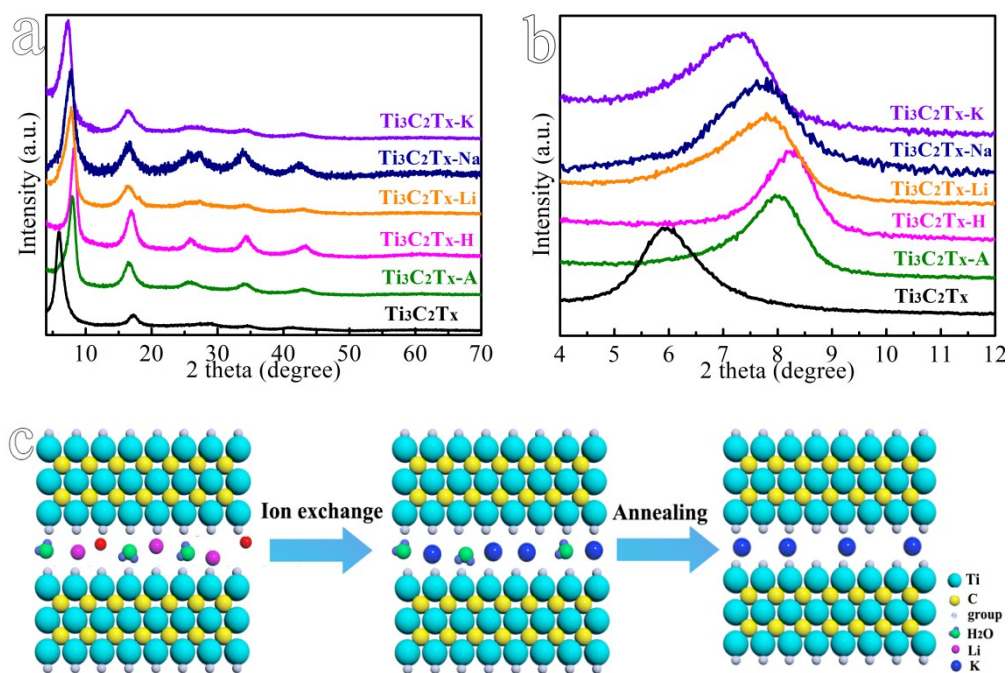 a
Intensity (a.u.)
Ti3C2Tx-K
Ti3C2Tx-Na
Ti3C2Tx-Li
Ti3C2Tx-H
Ti3C2Tx-A
Ti3C2Tx
10 20 30 40 50 60 70
2 theta (degree)
b
Intensity (a.u.)
Ti3C2Tx-K
Ti3C2Tx-Na
Ti3C2Tx-Li
Ti3C2Tx-H
Ti3C2Tx-A
Ti3C2Tx
4 5 6 7 8 9 10 11 12
2 theta (degree)
c
Ion exchange
Annealing
Ti
C
group
H2O
Li
K